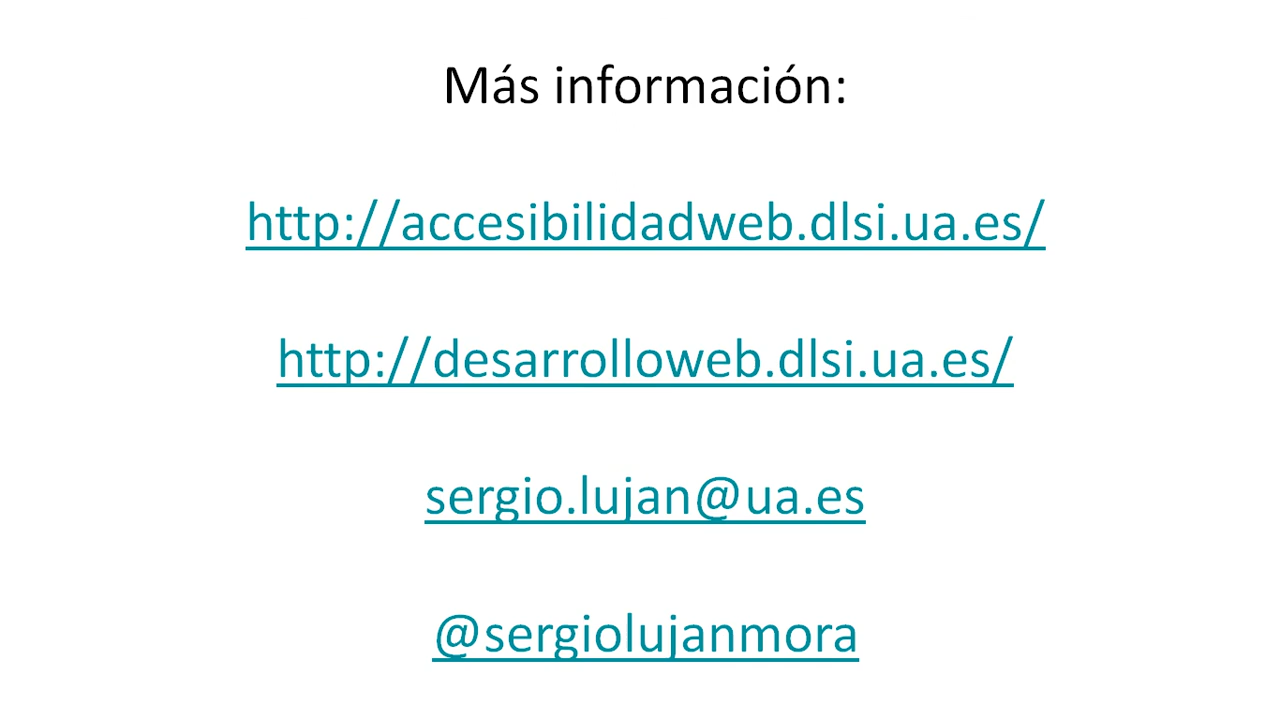 Más información:
http://accesibilidadweb.dlsi.ua.es/
http://desarrolloweb.dlsi.ua.es/
sergio.lujan@ua.es
@sergiolujanmora